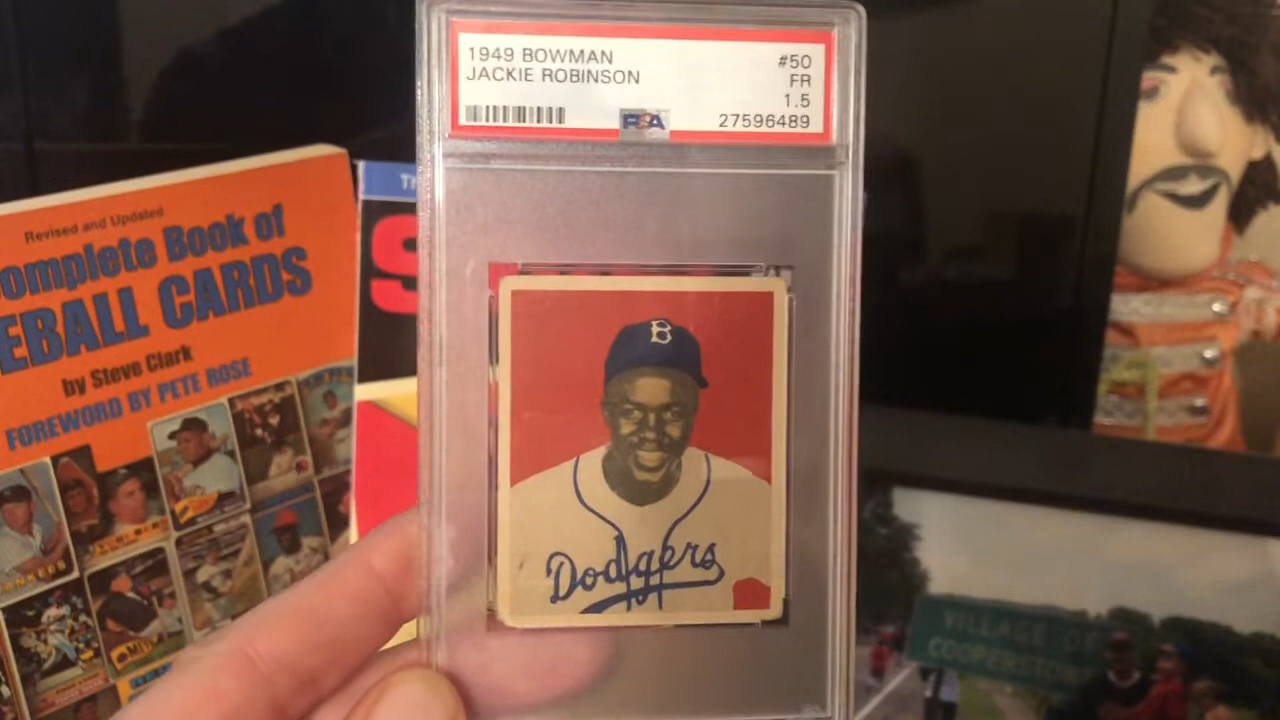 1949 BOWMAN
JACKIE ROBINSON
#50
FR
1.5
27596489
PSA
B
Dodgers
Revised and Updated
omplete Book of
EBALL CARDS
by Steve Clark
FOREWORD BY PETE ROSE
S
VILLAGE OF
COOPERSTOWN